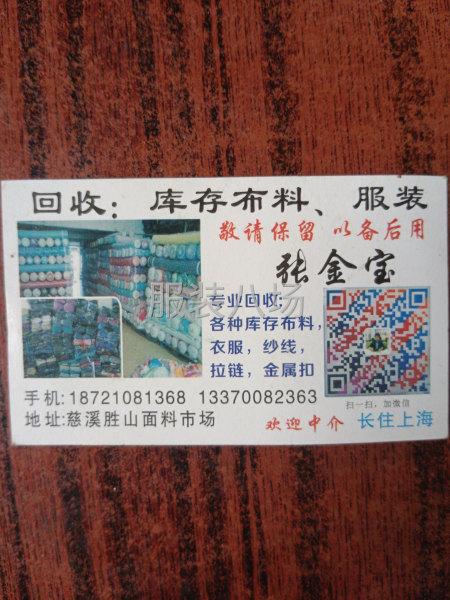 回收：库存布料、服装
敬请保留 以备后用
张金宝
服装八场
专业回收：
各种库存布料，
衣服，纱线，
拉链，金属扣
扫一扫，加微信
手机:18721081368 13370082363
地址:慈溪胜山面料市场
欢迎中介 长住上海